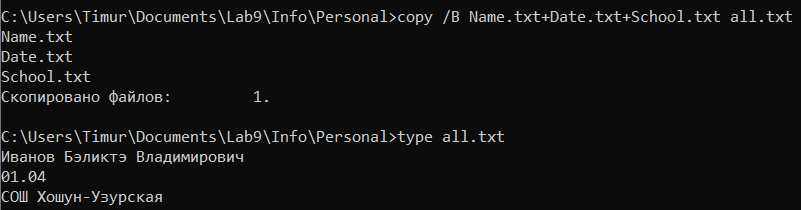 C:\Users\Timur\Documents\Lab9\Info\Personal>copy /B Name.txt+Date.txt+School.txt all.txt
Name.txt
Date.txt
School.txt
Скопировано файлов:         1.
C:\Users\Timur\Documents\Lab9\Info\Personal>type all.txt
Иванов Бэликтэ Владимирович
01.04
СОШ Хошун-Узурская